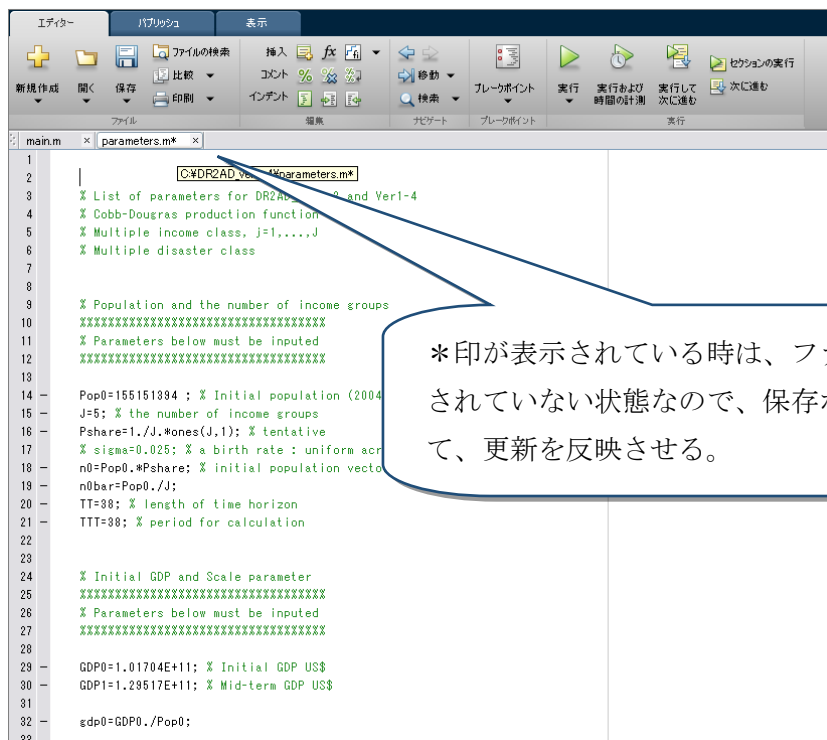 エディター パブリッシュ 表示
新規作成 開く 保存 ファイルの検索 比較 印刷
挿入 fx コメント インデント
移動 検索
ブレークポイント
実行 実行および時間の計測 実行して次に進む セクションの実行 次に進む
ファイル 編集 ナビゲート ブレークポイント 実行
main.m × parameters.m* ×
C:¥DR2AD_ve
¥parameters.m*
1
2
3 % List of parameters for DR2AD and Ver1-4
4 % Cobb-Dougras production function
5 % Multiple income class, j=1,...,J
6 % Multiple disaster class
7
8
9 % Population and the number of income groups
10 %%%%%%%%%%%%%%%%%%%%%%%%%%%%%%%%%%%
11 % Parameters below must be inputed
12 %%%%%%%%%%%%%%%%%%%%%%%%%%%%%%%%%%%
13
14 – Pop0=155151394 ; % Initial population (2004
15 – J=5; % the number of income groups
16 – Pshare=1./J.*ones(J,1); % tentative
17 % sigma=0.025; % a birth rate : uniform acr
18 – n0=Pop0.*Pshare; % initial population vecto
19 – n0bar=Pop0./J;
20 – TT=38; % length of time horizon
21 – TTT=38; % period for calculation
22
23
24 % Initial GDP and Scale parameter
25 %%%%%%%%%%%%%%%%%%%%%%%%%%%%%%%%%%%
26 % Parameters below must be inputed
27 %%%%%%%%%%%%%%%%%%%%%%%%%%%%%%%%%%%
28
29 – GDP0=1.01704E+11; % Initial GDP US$
30 – GDP1=1.29517E+11; % Mid-term GDP US$
31
32 – gdp0=GDP0./Pop0;
33
＊印が表示されている時は、フ
されていない状態なので、保存
て、更新を反映させる。